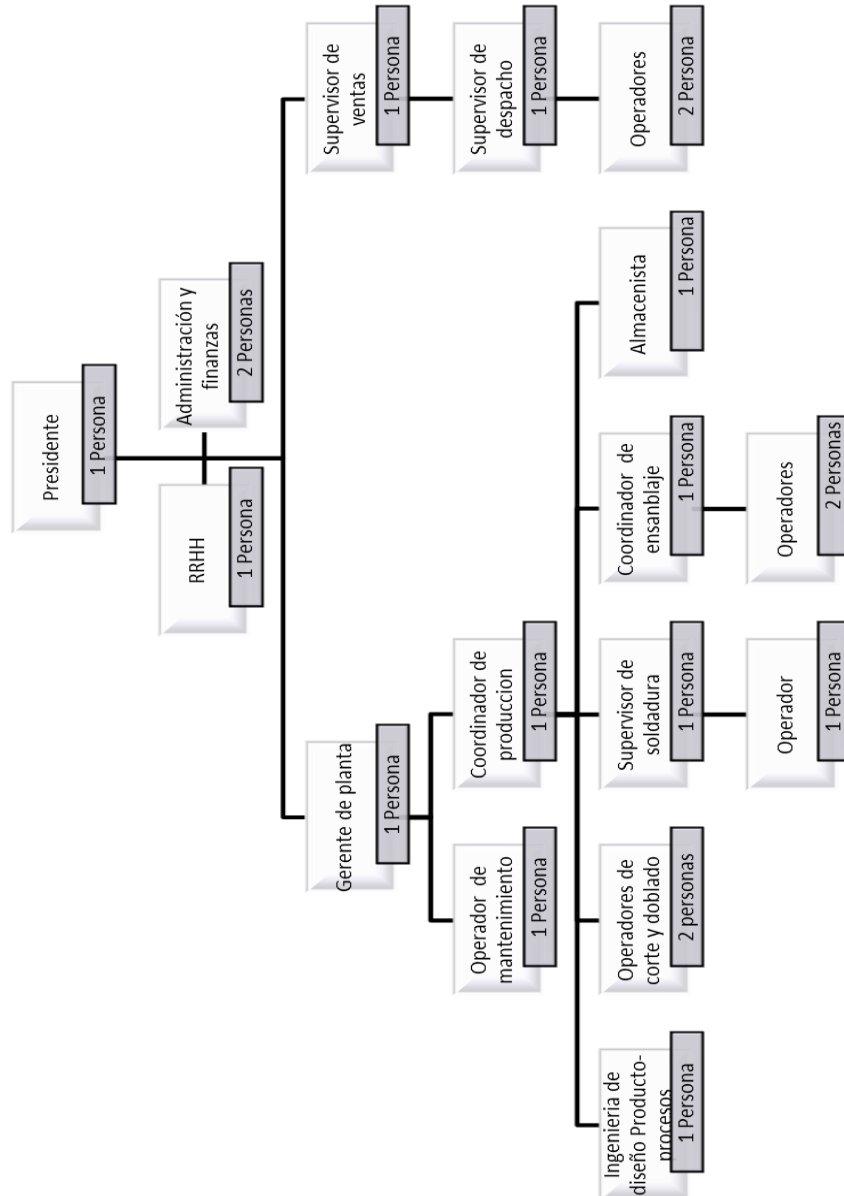 Presidente
1 Persona
RRHH
1 Persona
Administración y
finanzas
2 Personas
Gerente de planta
1 Persona
Supervisor de
ventas
1 Persona
Operador de
mantenimiento
1 Persona
Coordinador de
produccion
1 Persona
Supervisor de
despacho
1 Persona
Ingenieria de
diseño Producto-
procesos
1 Persona
Operadores de
corte y doblado
2 personas
Supervisor de
soldadura
1 Persona
Coordinador de
ensanblaje
1 Persona
Almacenista
1 Persona
Operadores
2 Persona
Operador
1 Persona
Operadores
2 Personas